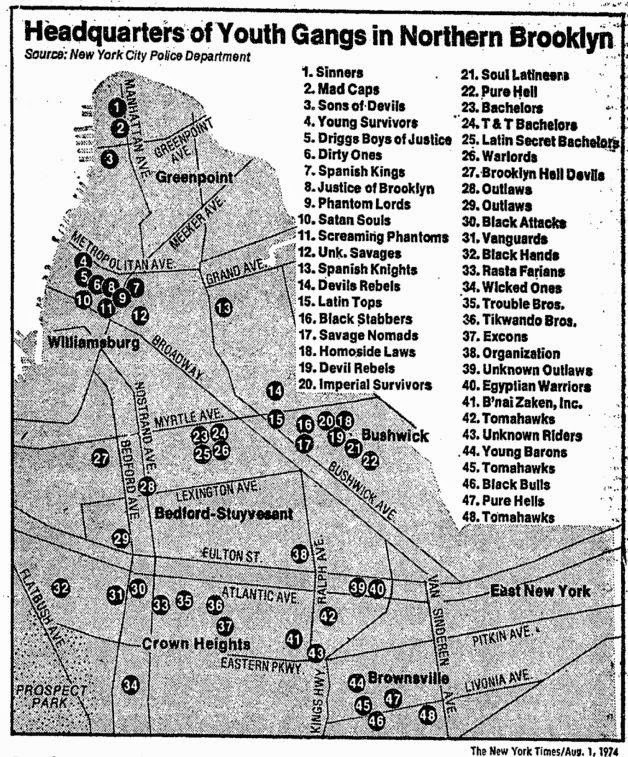 Headquarters of Youth Gangs in Northern Brooklyn
Source: New York City Police Department
1. Sinners
2. Mad Caps
3. Sons of Devils
4. Young Survivors
5. Driggs Boys of Justice
6. Dirty Ones
7. Spanish Kings
8. Justice of Brooklyn
9. Phantom Lords
10. Satan Souls
11. Screaming Phantoms
12. Unk. Savages
13. Spanish Knights
14. Devils Rebels
15. Latin Tops
16. Black Stabbers
17. Savage Nomads
18. Homoside Laws
19. Devil Rebels
20. Imperial Survivors
21. Soul Latineers
22. Pure Hell
23. Bachelors
24. T & T Bachelors
25. Latin Secret Bachelors
26. Warlords
27. Brooklyn Hell Devils
28. Outlaws
29. Outlaws
30. Black Attacks
31. Vanguards
32. Black Hands
33. Rasta Farians
34. Wicked Ones
35. Trouble Bros.
36. Tikwando Bros.
37. Excons
38. Organization
39. Unknown Outlaws
40. Egyptian Warriors
41. B'nai Zaken, Inc.
42. Tomahawks
43. Unknown Riders
44. Young Barons
45. Tomahawks
46. Black Bulls
47. Pure Hells
48. Tomahawks
MANHATTAN AVE.
1
2
3
GREENPOINT AVE.
Greenpoint
MEEKER AVE.
METROPOLITAN AVE.
GRAND AVE.
4
5 6 8 7
10 9
11 12
13
Williamsburg
BROADWAY
14
NOSTRAND AVE.
MYRTLE AVE.
15 16 20 18
Bushwick
23 24
17 19 21
BEDFORD AVE.
27
25 26
22
BUSHWICK AVE.
28
LEXINGTON AVE.
Bedford-Stuyvesant
29
FULTON ST.
38
RALPH AVE.
FLATBUSH AVE.
32
31 30
ATLANTIC AVE.
39 40
East New York
33 35 36
VAN SINDEREN AVE.
42
37
Crown Heights
41
PITKIN AVE.
43
EASTERN PKWY.
34
PROSPECT PARK
KINGS HWY.
44
Brownsville
LIVONIA AVE.
45 47
46 48
The New York Times/Aug. 1, 1974